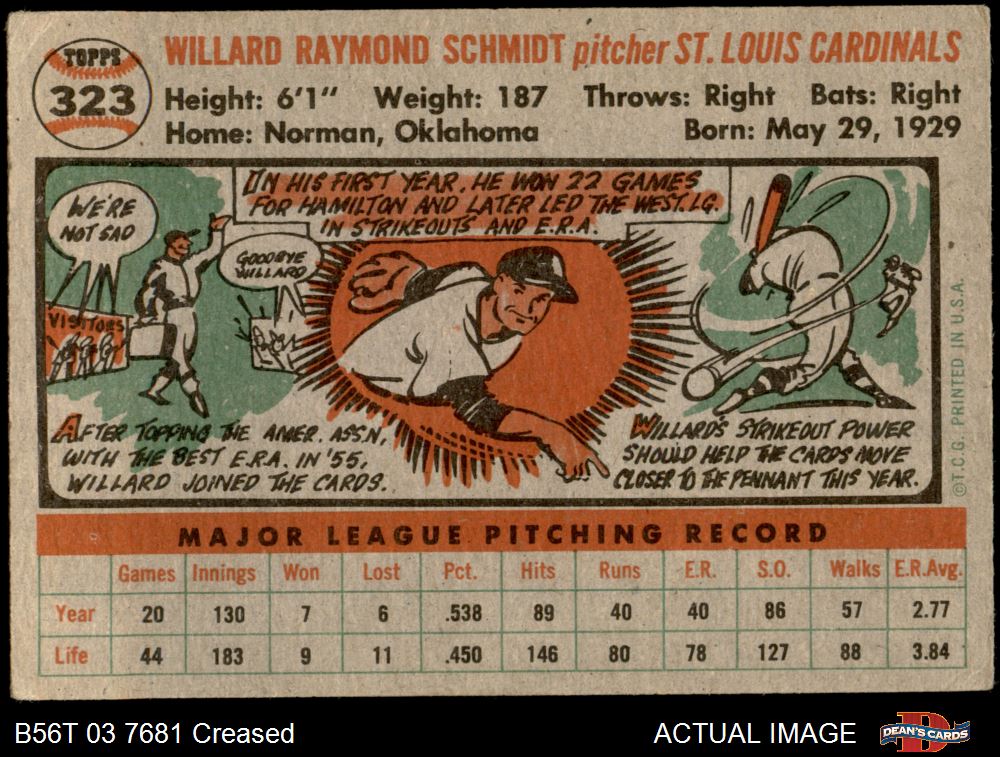 TOPPS
323
WILLARD RAYMOND SCHMIDT pitcher ST. LOUIS CARDINALS
Height: 6'1" Weight: 187 Throws: Right Bats: Right
Home: Norman, Oklahoma Born: May 29, 1929
IN HIS FIRST YEAR, HE WON 22 GAMES
FOR HAMILTON AND LATER LED THE WEST. LG.
IN STRIKEOUTS AND E.R.A.
WE'RE
NOT SAD
GOODBYE
WILLARD
VISITORS
AFTER TOPPING THE AMER. ASS'N,
WITH THE BEST E.R.A. IN '55,
WILLARD JOINED THE CARDS.
WILLARD'S STRIKEOUT POWER
SHOULD HELP THE CARDS MOVE
CLOSER TO THE PENNANT THIS YEAR.
©T.C.G. PRINTED IN U.S.A.
MAJOR LEAGUE PITCHING RECORD
Games Innings Won Lost Pct. Hits Runs E.R. S.O. Walks E.R.Avg.
Year 20 130 7 6 .538 89 40 40 86 57 2.77
Life 44 183 9 11 .450 146 80 78 127 88 3.84
B56T 03 7681 Creased ACTUAL IMAGE
D
DEAN'S CARDS